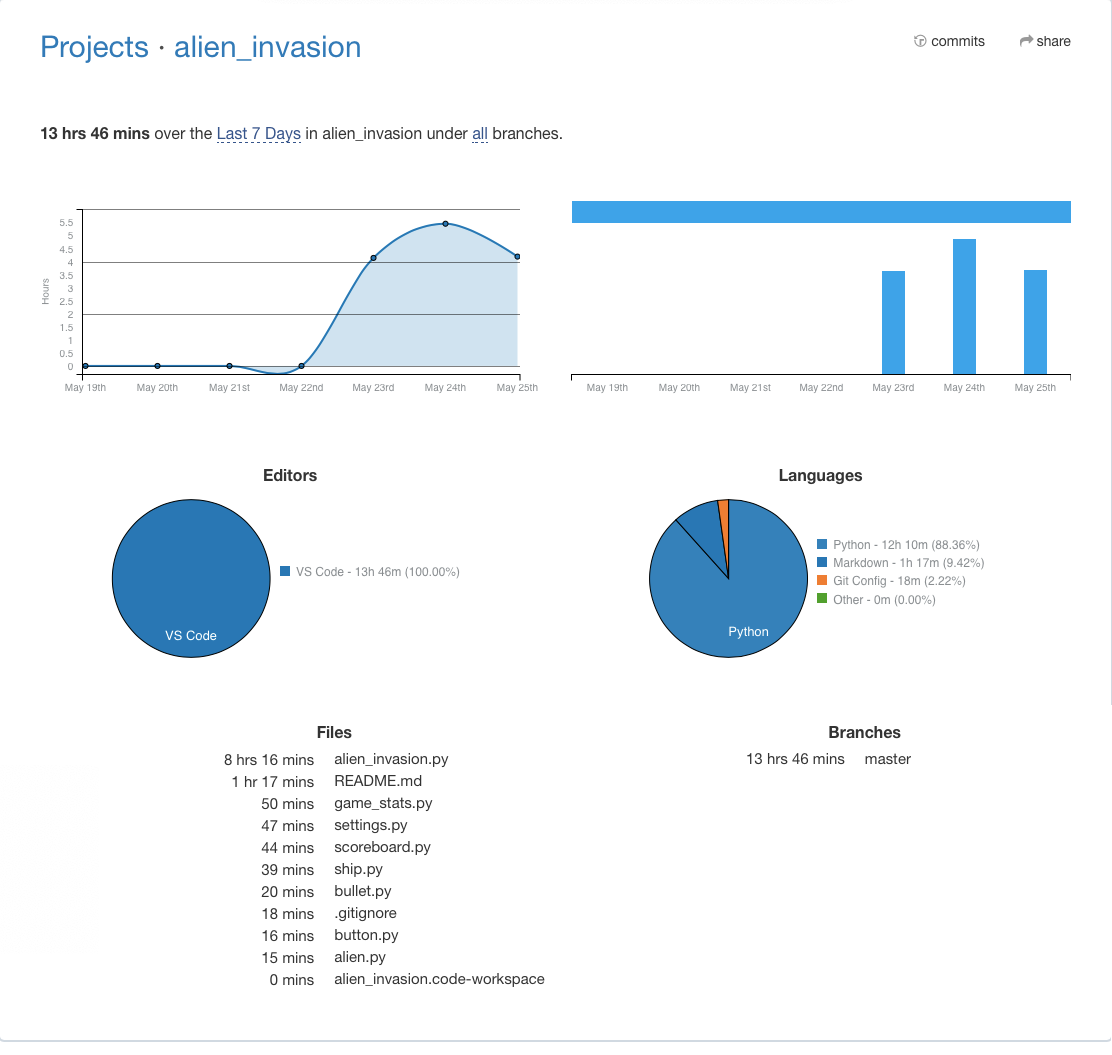 Projects · alien_invasion
commits
share
13 hrs 46 mins over the Last 7 Days in alien_invasion under all branches.
Hours
5.5
5
4.5
4
3.5
3
2.5
2
1.5
1
0.5
0
May 19th May 20th May 21st May 22nd May 23rd May 24th May 25th
May 19th May 20th May 21st May 22nd May 23rd May 24th May 25th
Editors
VS Code
VS Code - 13h 46m (100.00%)
Languages
Python
Python - 12h 10m (88.36%)
Markdown - 1h 17m (9.42%)
Git Config - 18m (2.22%)
Other - 0m (0.00%)
Files
8 hrs 16 mins alien_invasion.py
1 hr 17 mins README.md
50 mins game_stats.py
47 mins settings.py
44 mins scoreboard.py
39 mins ship.py
20 mins bullet.py
18 mins .gitignore
16 mins button.py
15 mins alien.py
0 mins alien_invasion.code-workspace
Branches
13 hrs 46 mins master